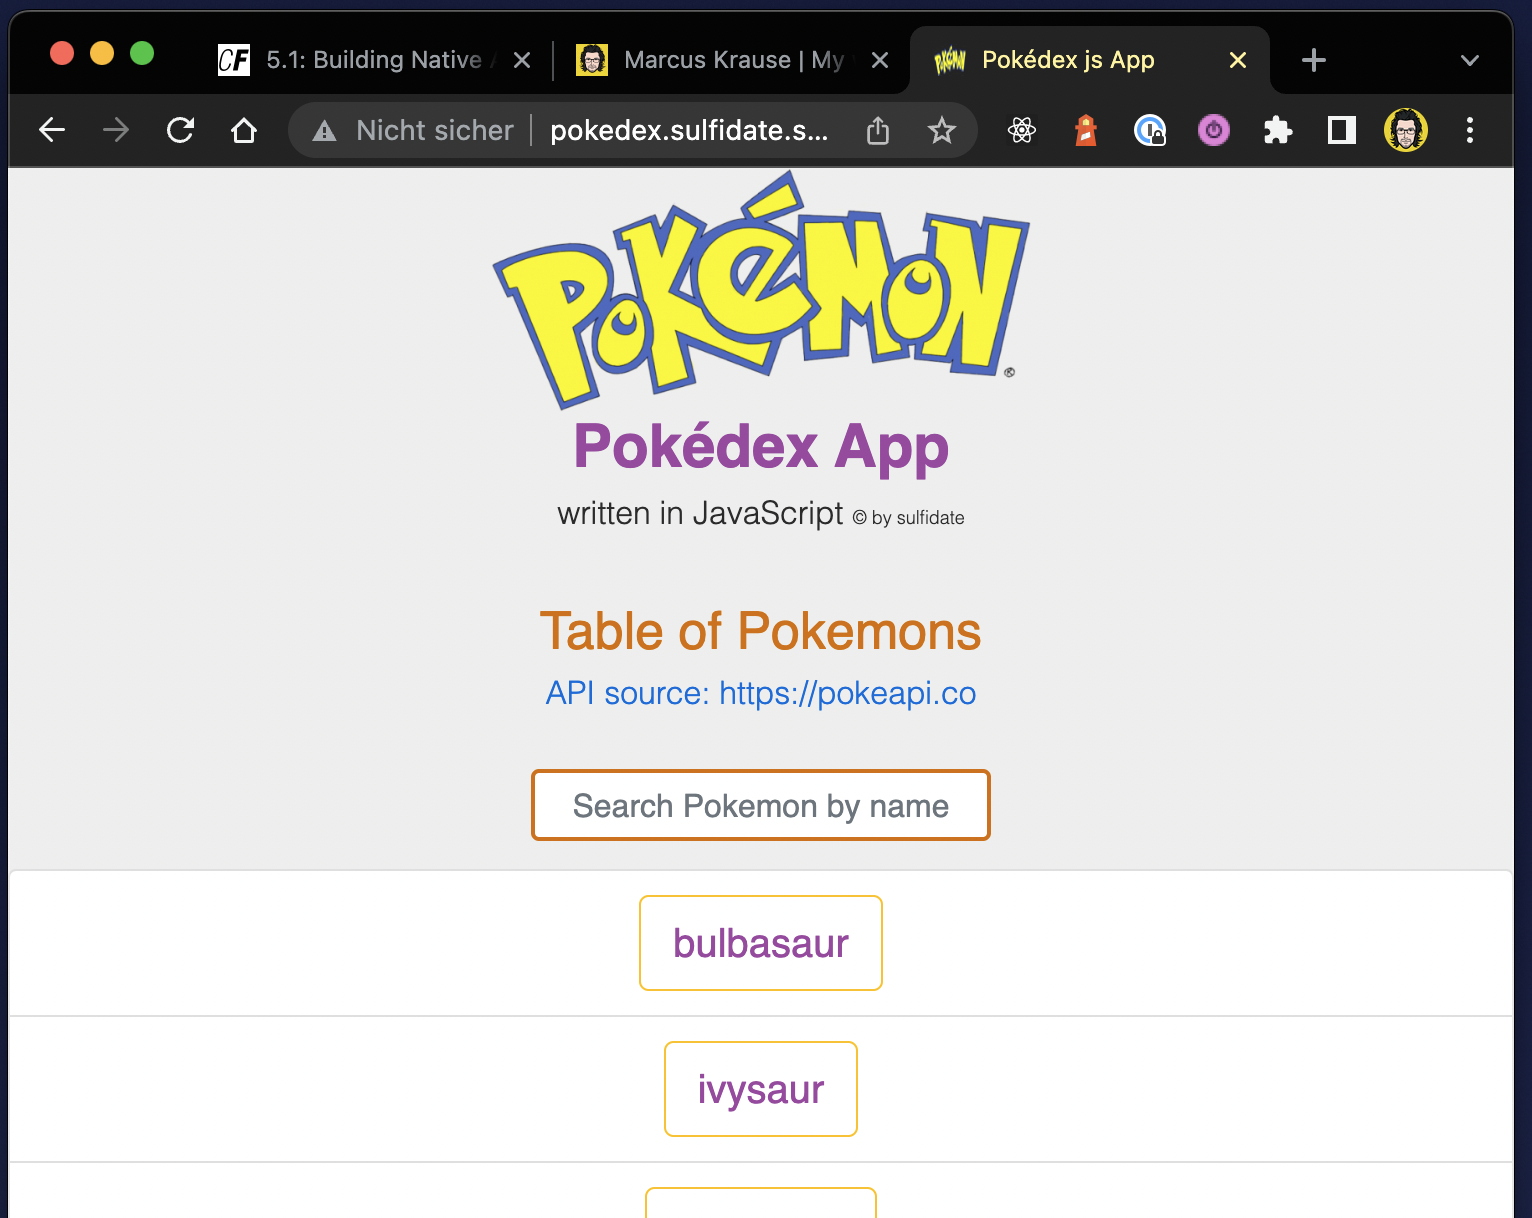 CF 5.1: Building Native
Marcus Krause | My
Pokédex js App
Nicht sicher
pokedex.sulfidate.s...
POKéMON ®
Pokédex App
written in JavaScript © by sulfidate
Table of Pokemons
API source: https://pokeapi.co
Search Pokemon by name
bulbasaur
ivysaur